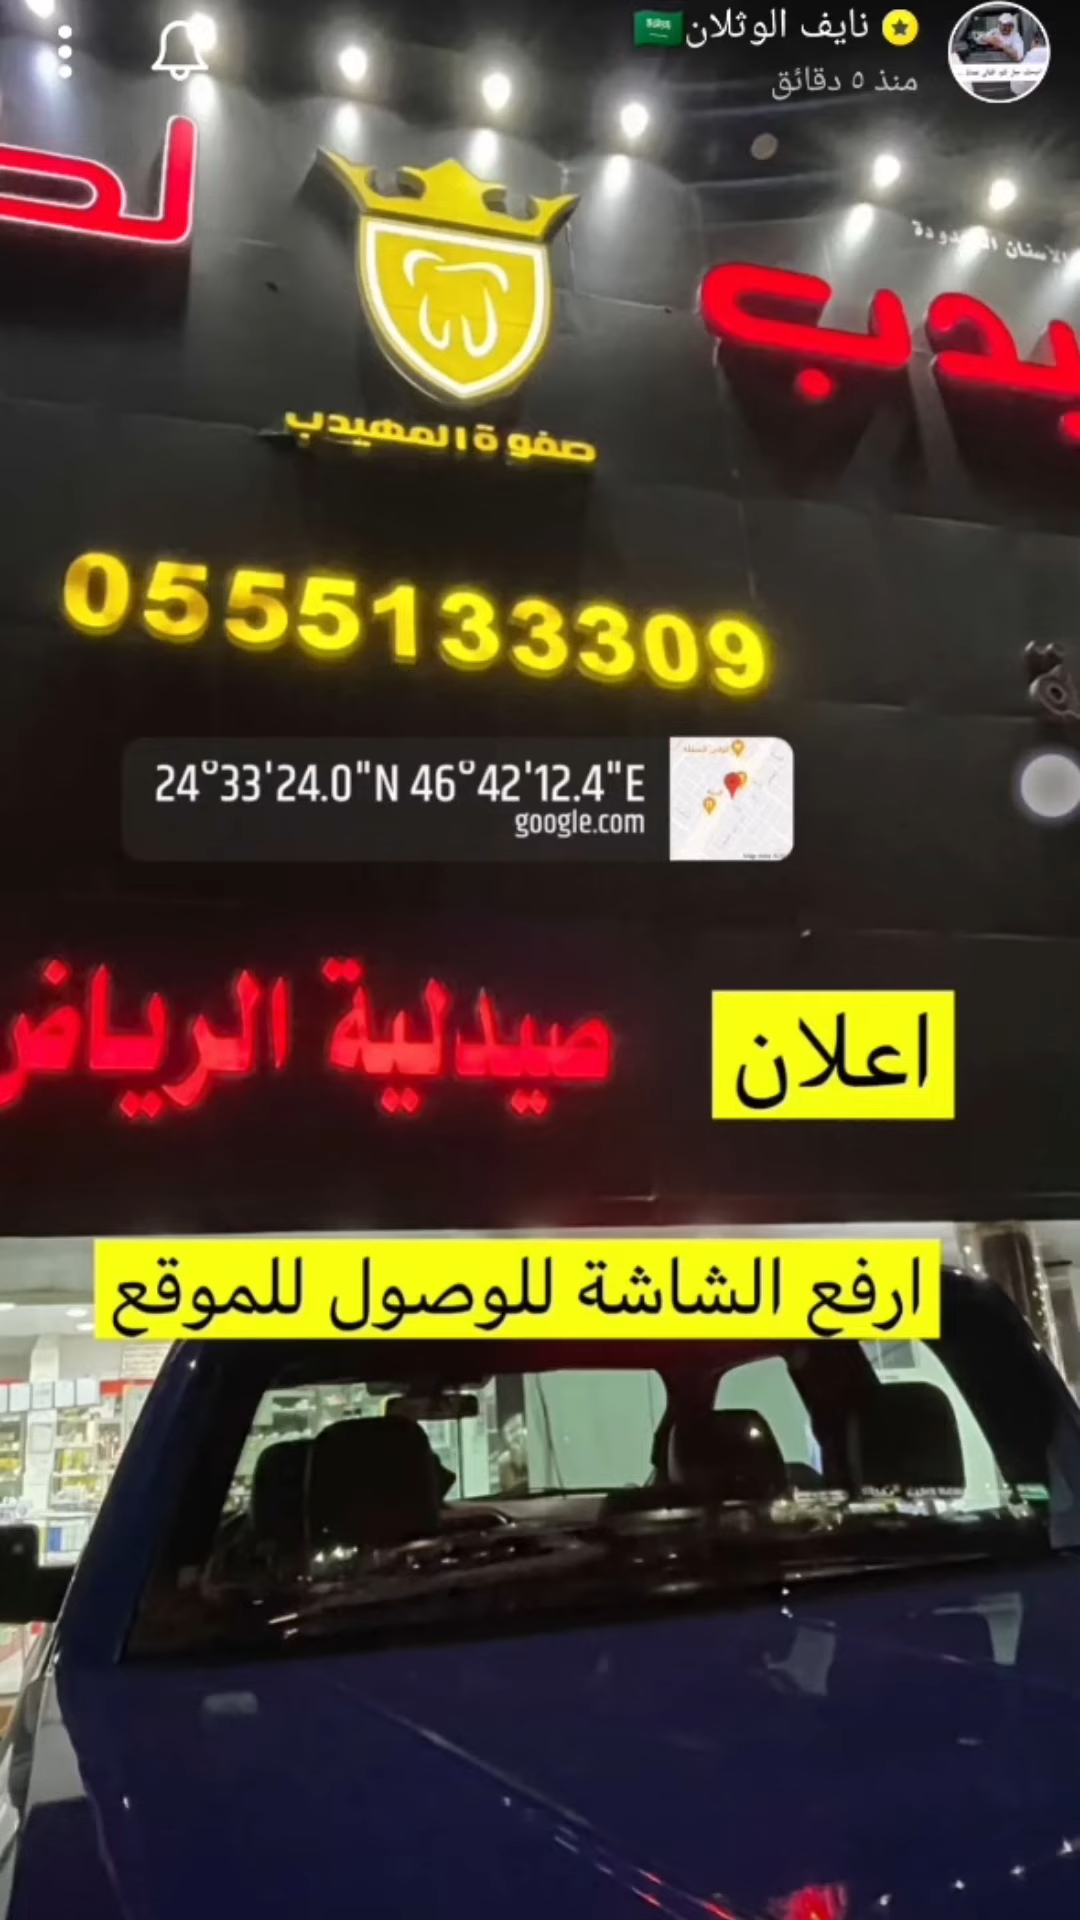 نايف الوثلان
منذ ٥ دقائق
صفوة المهيدب
0555133309
24°33'24.0"N 46°42'12.4"E
google.com
صيدلية الرياض
اعلان
ارفع الشاشة للوصول للموقع